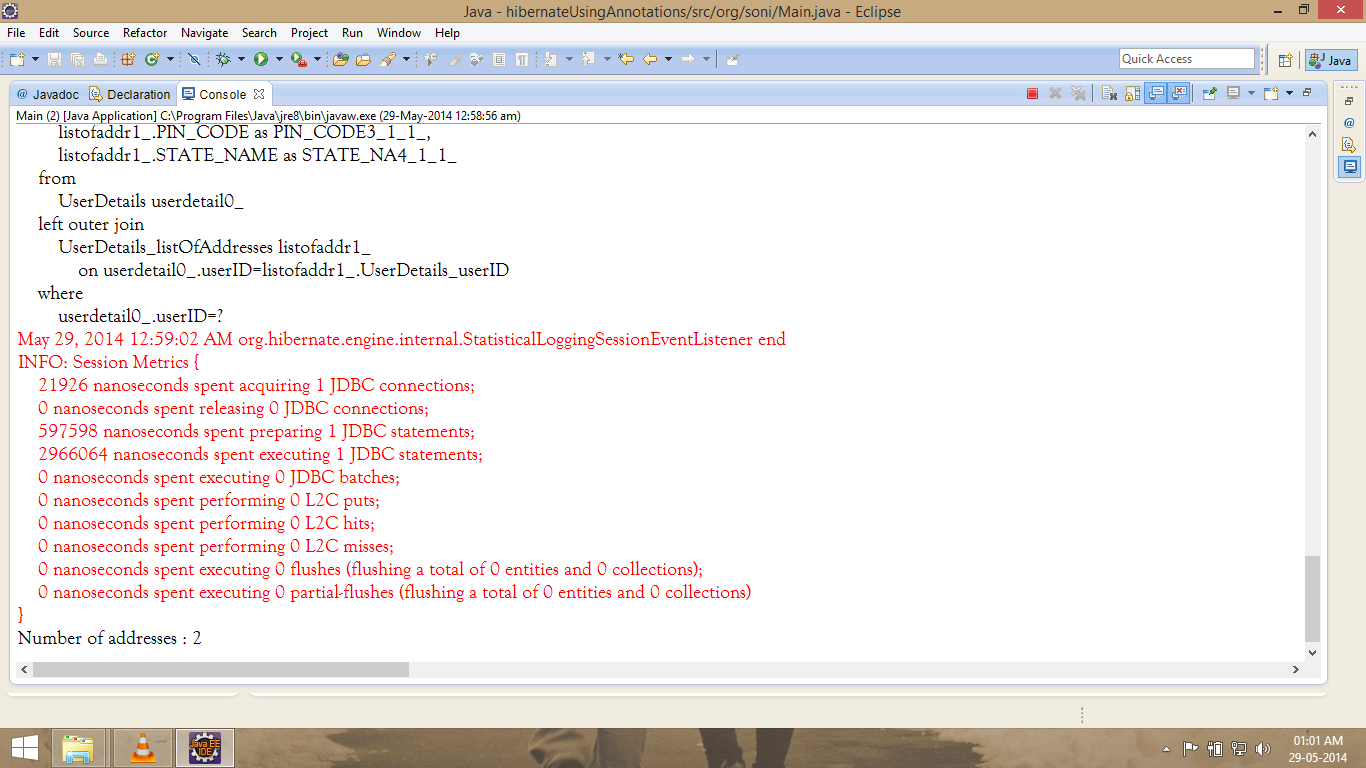 Java - hibernateUsingAnnotations/src/org/soni/Main.java - Eclipse
File Edit Source Refactor Navigate Search Project Run Window Help
Quick Access
Java
@ Javadoc Declaration Console
Main (2) [Java Application] C:\Program Files\Java\jre8\bin\javaw.exe (29-May-2014 12:58:56 am)
listofaddr1_.PIN_CODE as PIN_CODE3_1_1_,
listofaddr1_.STATE_NAME as STATE_NA4_1_1_
from
UserDetails userdetail0_
left outer join
UserDetails_listOfAddresses listofaddr1_
on userdetail0_.userID=listofaddr1_.UserDetails_userID
where
userdetail0_.userID=?
May 29, 2014 12:59:02 AM org.hibernate.engine.internal.StatisticalLoggingSessionEventListener end
INFO: Session Metrics {
21926 nanoseconds spent acquiring 1 JDBC connections;
0 nanoseconds spent releasing 0 JDBC connections;
597598 nanoseconds spent preparing 1 JDBC statements;
2966064 nanoseconds spent executing 1 JDBC statements;
0 nanoseconds spent executing 0 JDBC batches;
0 nanoseconds spent performing 0 L2C puts;
0 nanoseconds spent performing 0 L2C hits;
0 nanoseconds spent performing 0 L2C misses;
0 nanoseconds spent executing 0 flushes (flushing a total of 0 entities and 0 collections);
0 nanoseconds spent executing 0 partial-flushes (flushing a total of 0 entities and 0 collections)
}
Number of addresses : 2
Java EE
IDE
01:01 AM
29-05-2014